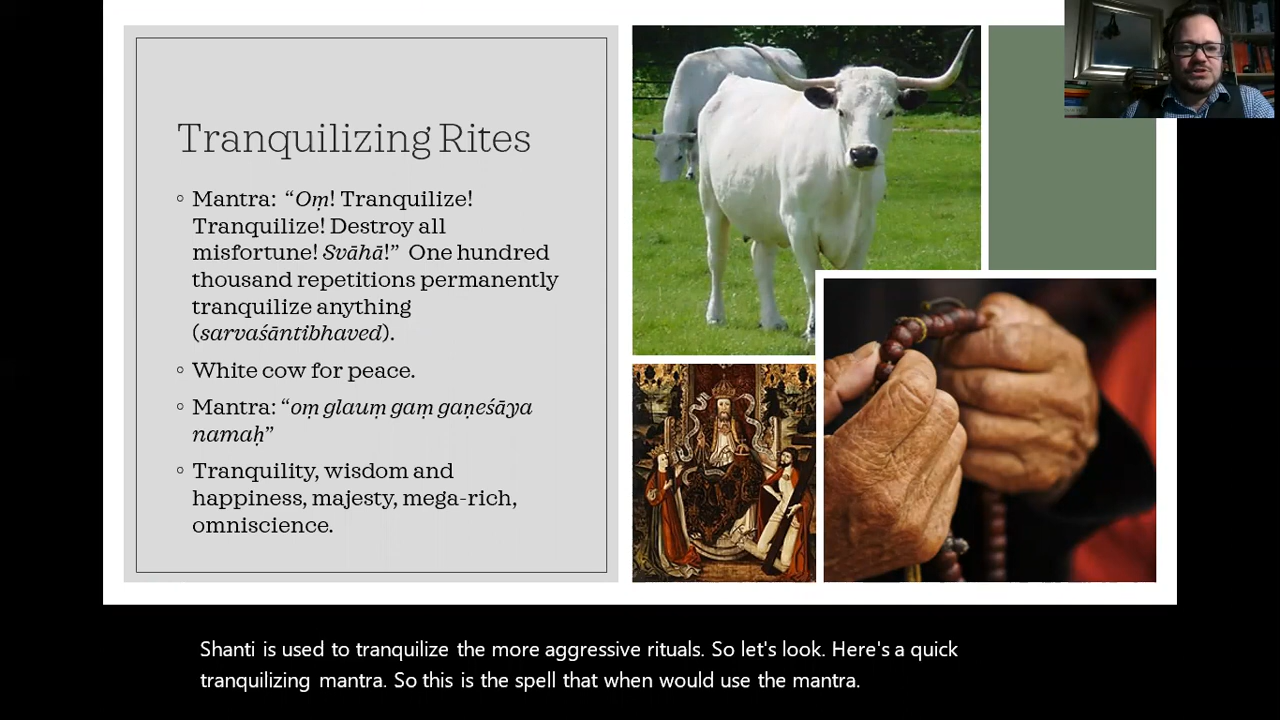 Tranquilizing Rites
◦ Mantra: “Oṃ! Tranquilize!
Tranquilize! Destroy all
misfortune! Svāhā!” One hundred
thousand repetitions permanently
tranquilize anything
(sarvaśāntibhaved).
◦ White cow for peace.
◦ Mantra: “oṃ glauṃ gaṃ gaṇeśāya
namaḥ”
◦ Tranquility, wisdom and
happiness, majesty, mega-rich,
omniscience.
Shanti is used to tranquilize the more aggressive rituals. So let's look. Here's a quick
tranquilizing mantra. So this is the spell that when would use the mantra.